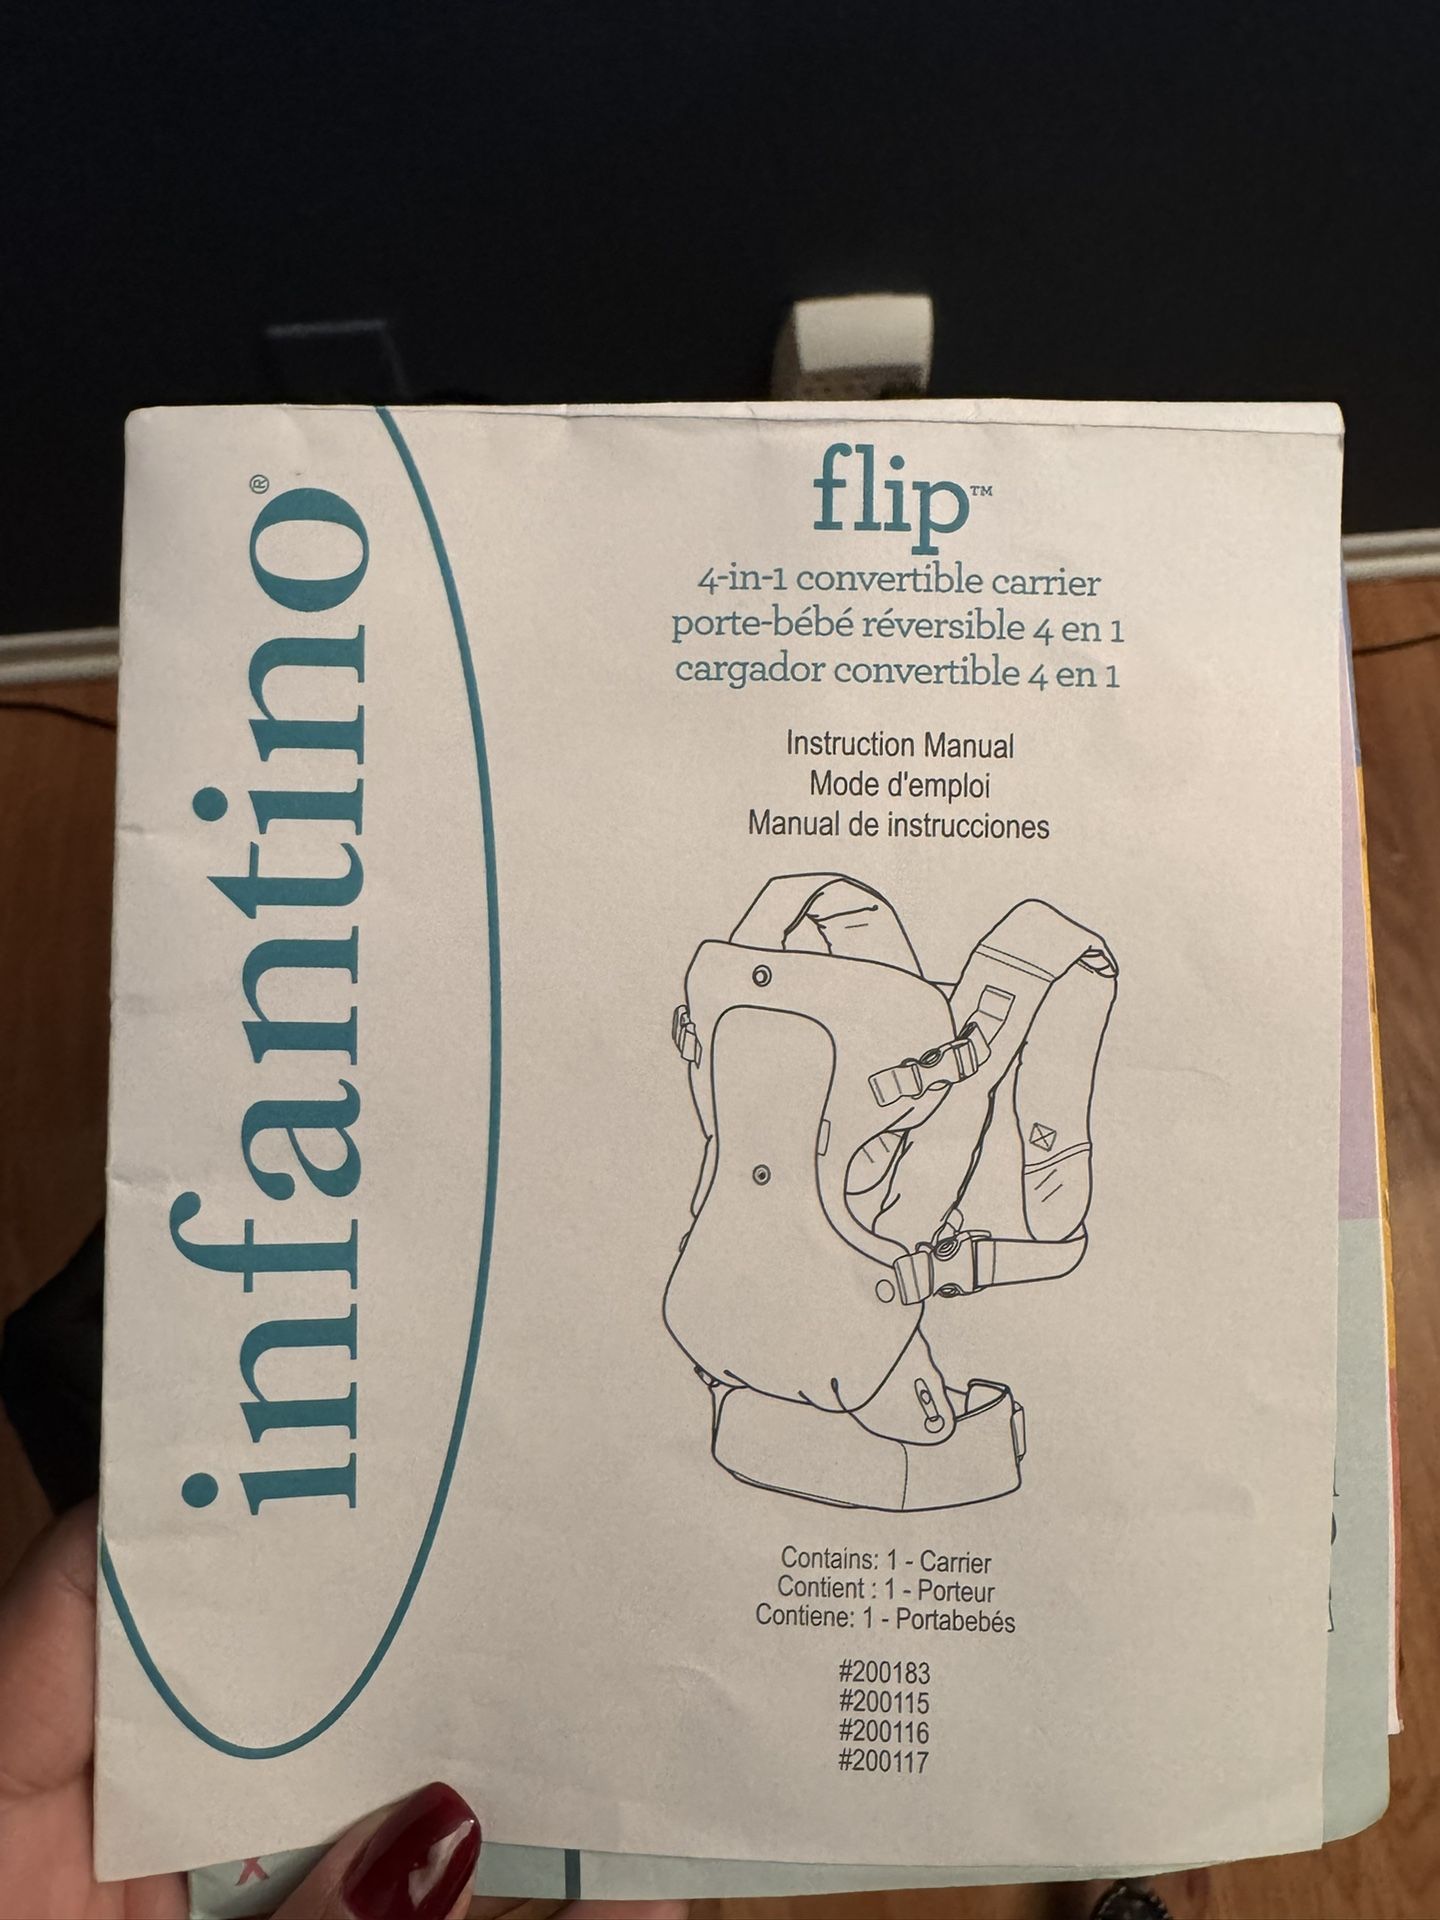 infantino®
flip™
4-in-1 convertible carrier
porte-bébé réversible 4 en 1
cargador convertible 4 en 1
Instruction Manual
Mode d'emploi
Manual de instrucciones
Contains: 1 - Carrier
Contient : 1 - Porteur
Contiene: 1 - Portabebés
#200183
#200115
#200116
#200117